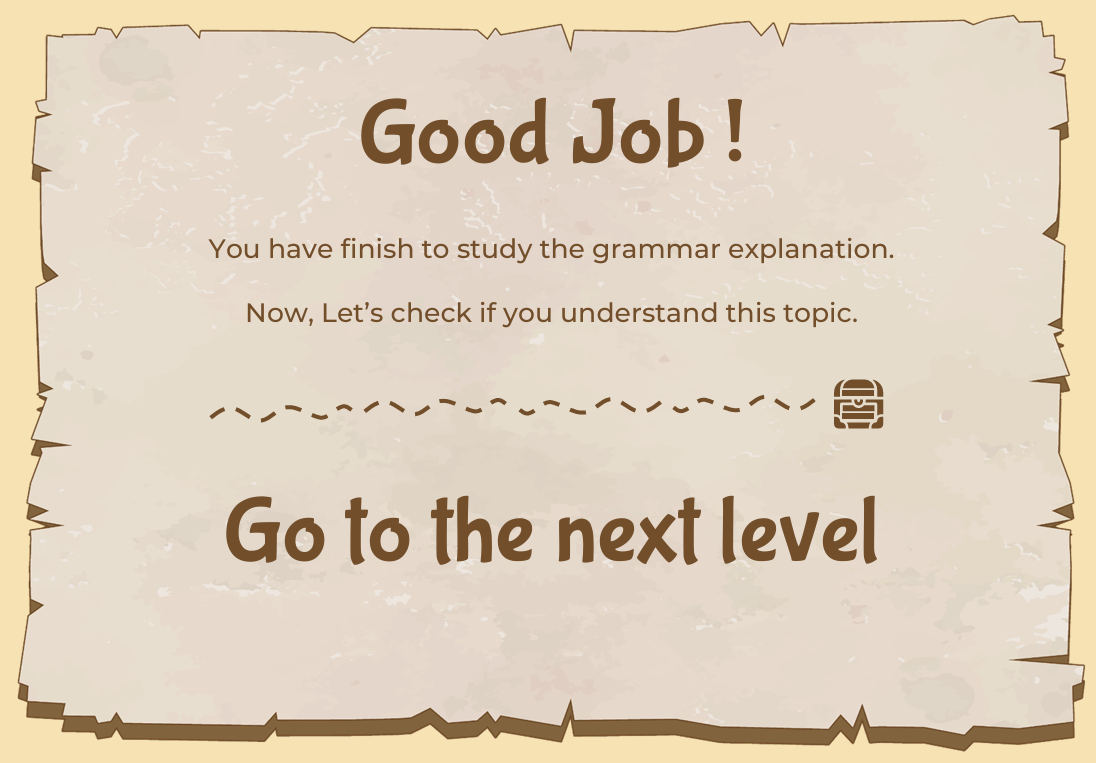 Good Job !
You have finish to study the grammar explanation.
Now, Let’s check if you understand this topic.
Go to the next level